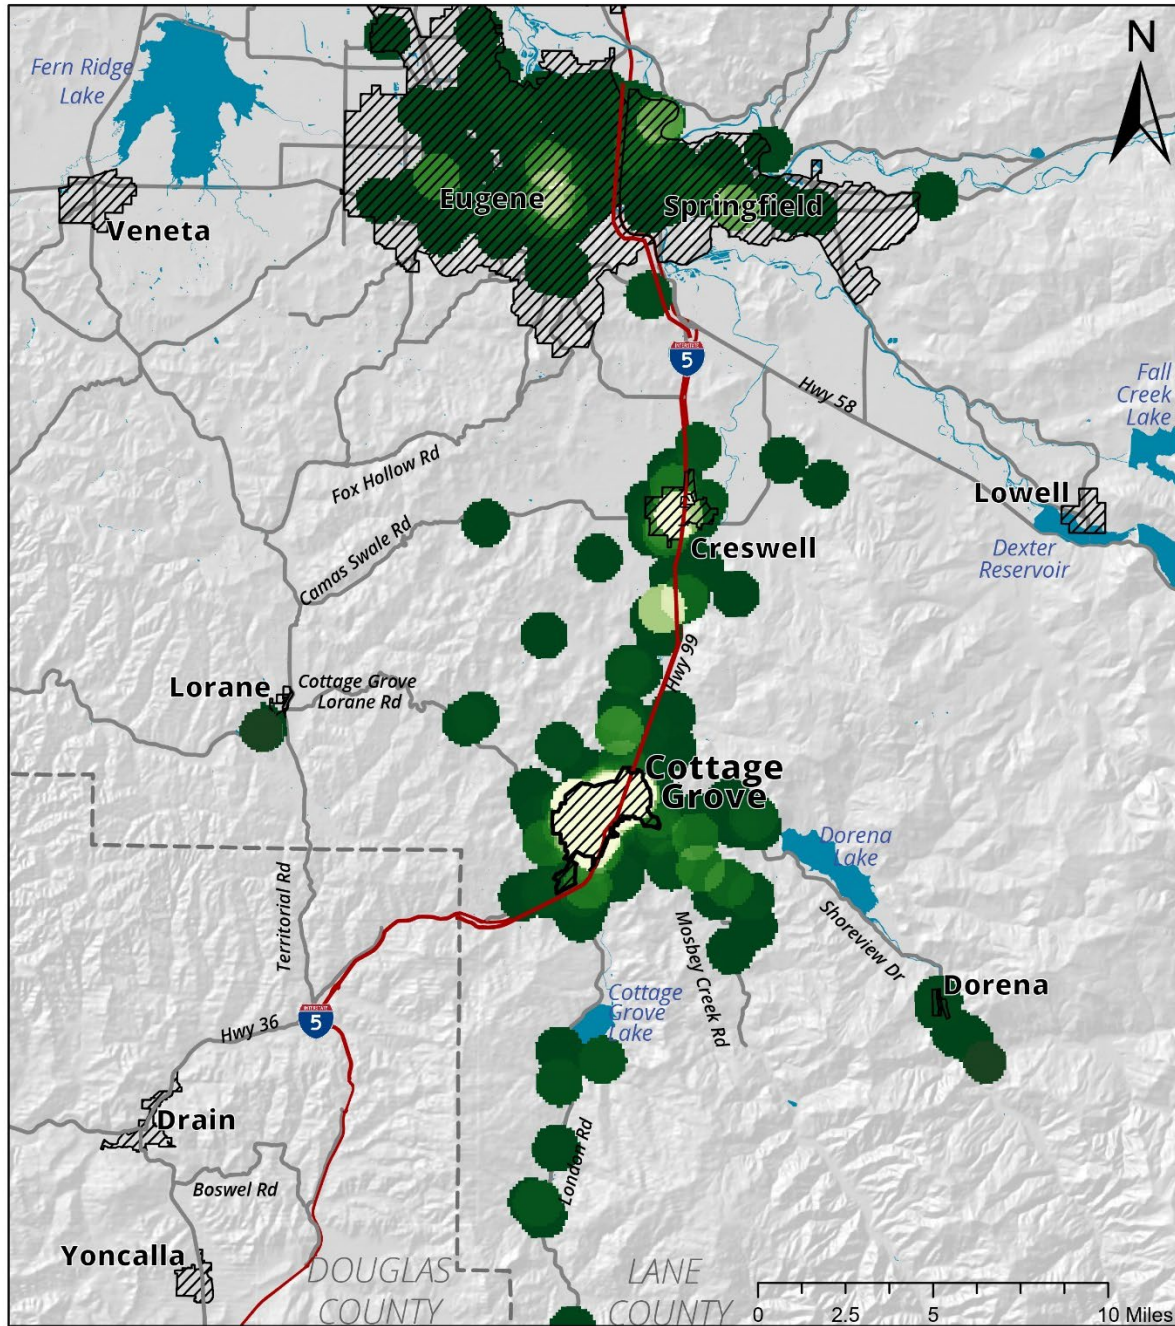 N
Fern Ridge
Lake
Eugene
Springfield
Veneta
INTERSTATE
5
Hwy 58
Fall
Creek
Lake
Fox Hollow Rd
Lowell
Camas Swale Rd
Creswell
Dexter
Reservoir
Hwy 99
Lorane
Cottage Grove
Lorane Rd
Cottage
Grove
Dorena
Lake
Territorial Rd
Mosbey Creek Rd
Shoreview Dr
Dorena
Cottage
Grove
Lake
INTERSTATE
5
Hwy 36
Drain
London Rd
Boswel Rd
Yoncalla
DOUGLAS
COUNTY
LANE
COUNTY
0 2.5 5 10 Miles